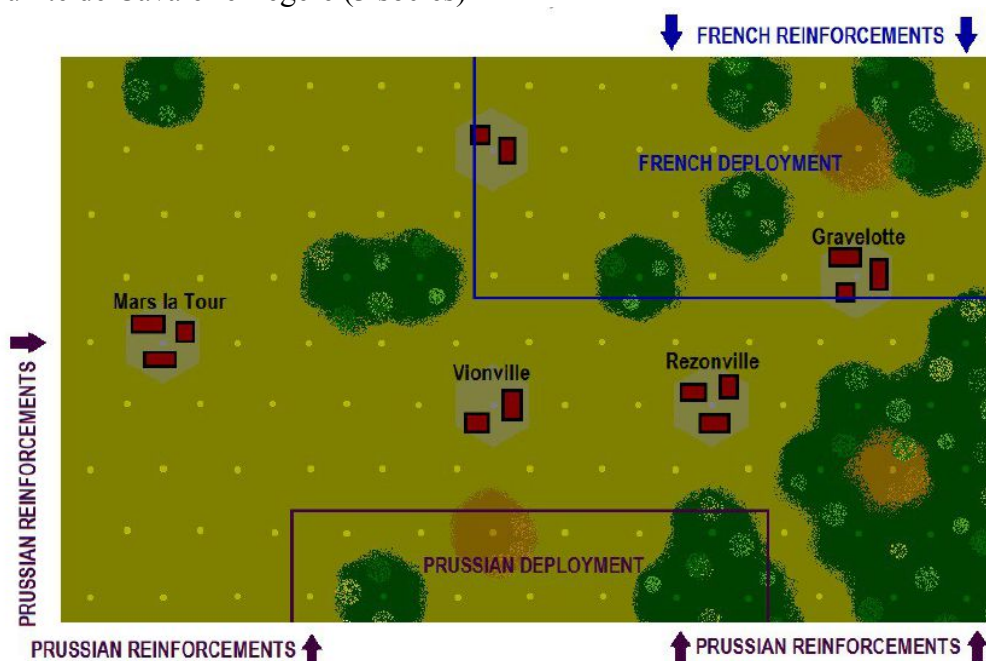 FRENCH REINFORCEMENTS
FRENCH DEPLOYMENT
Gravelotte
Mars la Tour
Rezonville
Vionville
PRUSSIAN REINFORCEMENTS
PRUSSIAN DEPLOYMENT
PRUSSIAN REINFORCEMENTS
PRUSSIAN REINFORCEMENTS